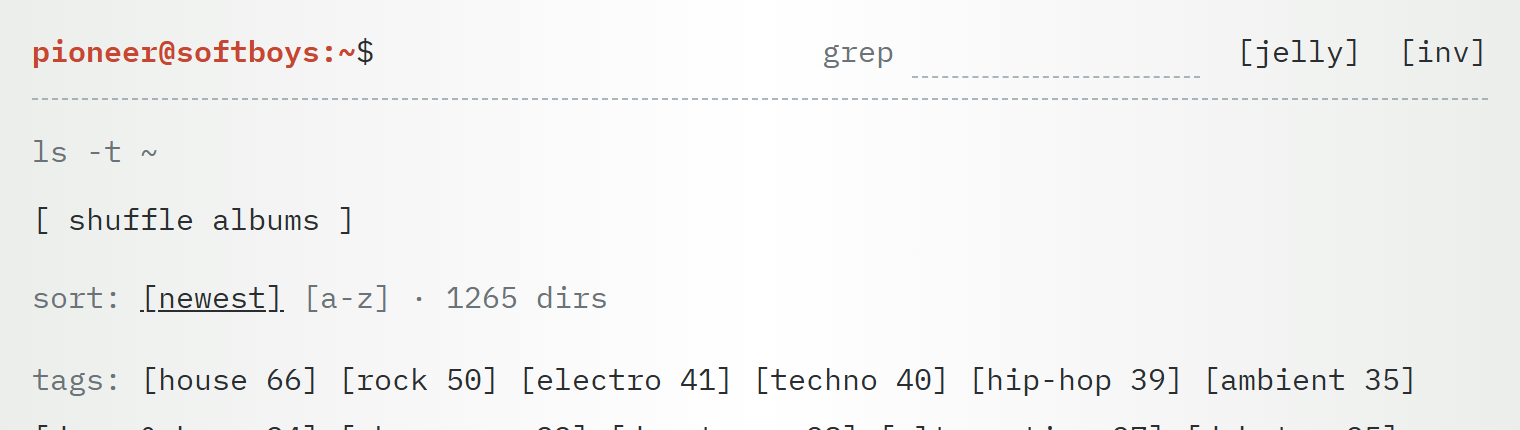 pioneer@softboys:~$ grep [jelly] [inv]
ls -t ~
[ shuffle albums ]
sort: [newest] [a-z] · 1265 dirs
tags: [house 66] [rock 50] [electro 41] [techno 40] [hip-hop 39] [ambient 35]